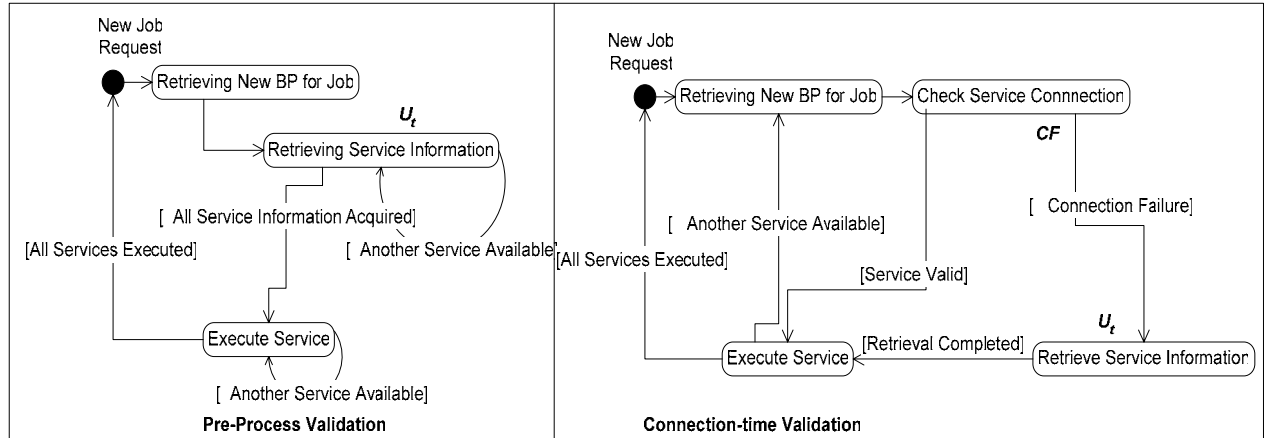 New Job
Request
Retrieving New BP for Job
Ut
Retrieving Service Information
[ All Service Information Acquired]
[All Services Executed]
[ Another Service Available]
Execute Service
[ Another Service Available]
Pre-Process Validation
New Job
Request
Retrieving New BP for Job
Check Service Connnection
CF
[ Connection Failure]
[ Another Service Available]
[All Services Executed]
[Service Valid]
Ut
[Retrieval Completed]
Execute Service
Retrieve Service Information
Connection-time Validation